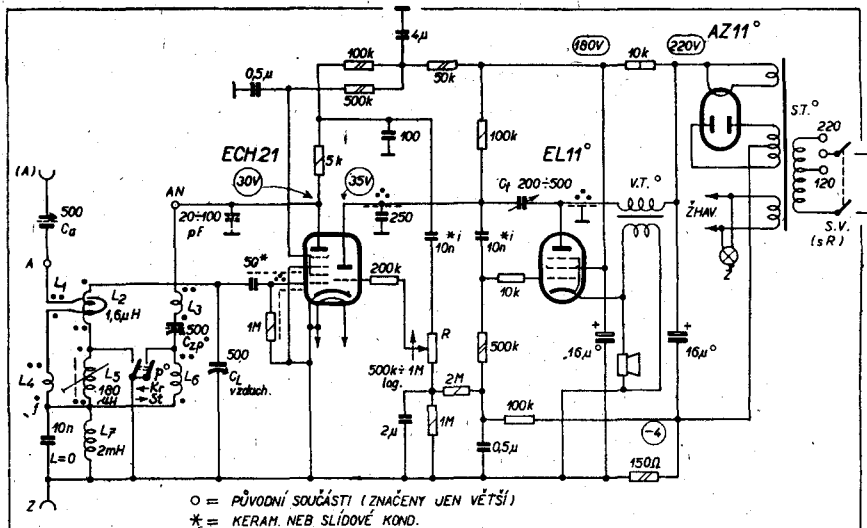 4μ
180V
10k
220V
AZ11°
0,5μ
100k
500k
50k
S.T.°
220
120
S.V.
(sR)
ECH21
5k
100
100k
EL11°
V.T.°
(A)
500
Ca
A
AN
30V
35V
20÷100
pF
250
Cf 200÷500
ŽHAV.
Ž
L1
L2
1,6μH
50*
10n *i
10n *i
200k
10k
L3
500
Czp°
1M
500
CL
vzduch.
R
500k÷1M
log.
500k
16μ°
16μ°
L4
L5
180
μH
p°
Kr
St
L6
2M
100k
-4
10n
L=0
L7
2mH
2μ
1M
0,5μ
150Ω
Z
○ = PŮVODNÍ SOUČÁSTI (ZNAČENY JEN VĚTŠÍ)
* = KERAM. NEB SLÍDOVÉ KOND.